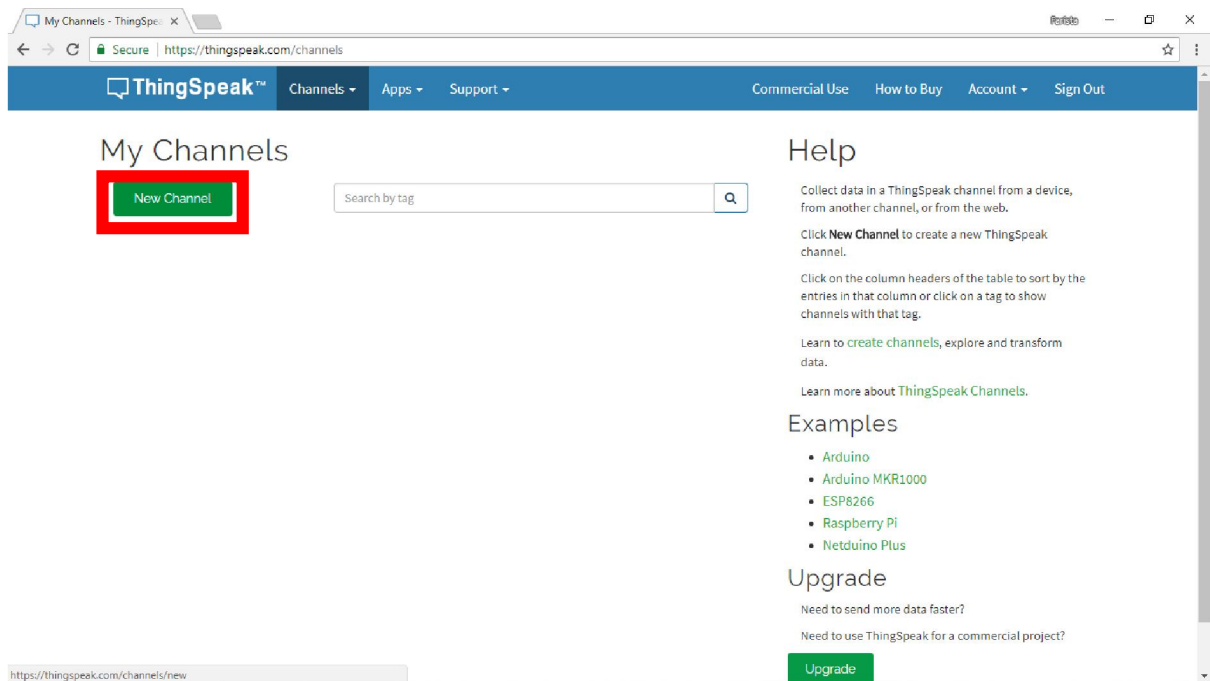 My Channels - ThingSpea
Secure | https://thingspeak.com/channels
ThingSpeak™ Channels Apps Support Commercial Use How to Buy Account Sign Out
My Channels
New Channel
Search by tag
Help
Collect data in a ThingSpeak channel from a device,
from another channel, or from the web.
Click New Channel to create a new ThingSpeak
channel.
Click on the column headers of the table to sort by the
entries in that column or click on a tag to show
channels with that tag.
Learn to create channels, explore and transform
data.
Learn more about ThingSpeak Channels.
Examples
Arduino
Arduino MKR1000
ESP8266
Raspberry Pi
Netduino Plus
Upgrade
Need to send more data faster?
Need to use ThingSpeak for a commercial project?
Upgrade
https://thingspeak.com/channels/new